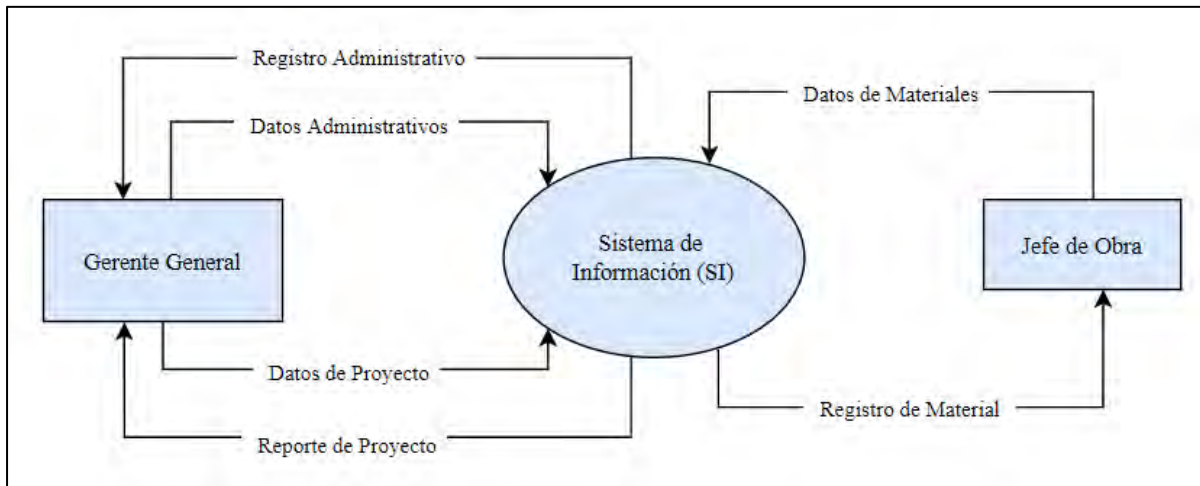 Registro Administrativo
Datos de Materiales
Datos Administrativos
Gerente General
Sistema de
Información (SI)
Jefe de Obra
Datos de Proyecto
Registro de Material
Reporte de Proyecto